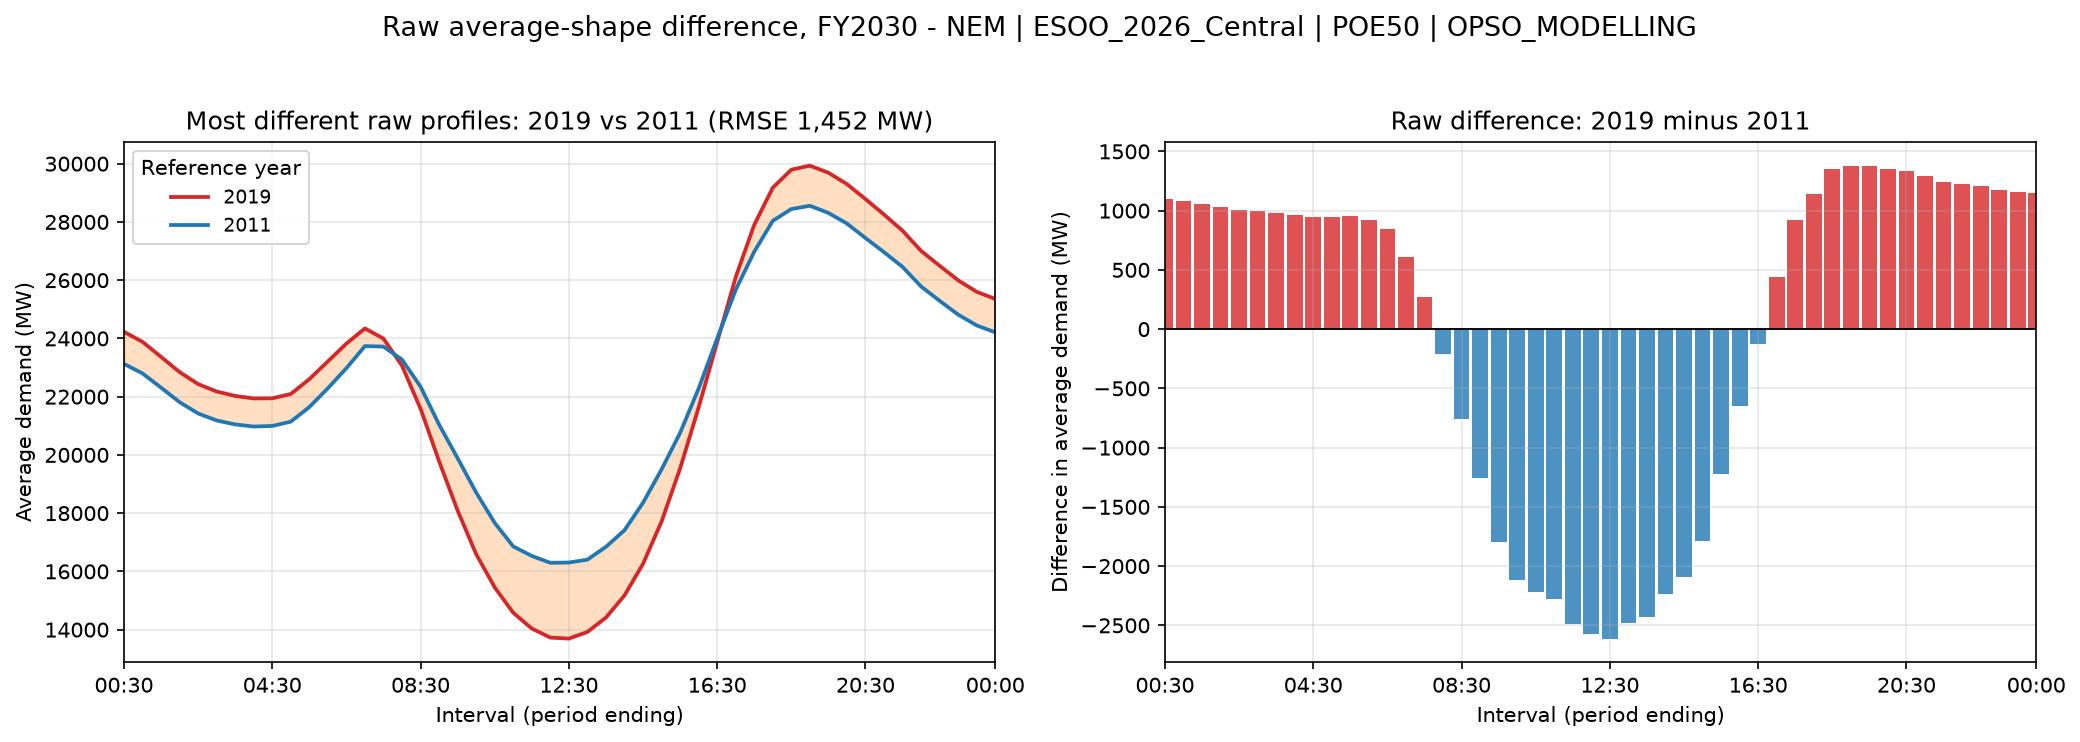 Raw average-shape difference, FY2030 - NEM | ESOO_2026_Central | POE50 | OPSO_MODELLING
Most different raw profiles: 2019 vs 2011 (RMSE 1,452 MW)
Average demand (MW)
30000
28000
26000
24000
22000
20000
18000
16000
14000
Reference year
2019
2011
00:30 04:30 08:30 12:30 16:30 20:30 00:00
Interval (period ending)
Raw difference: 2019 minus 2011
Difference in average demand (MW)
1500
1000
500
0
−500
−1000
−1500
−2000
−2500
00:30 04:30 08:30 12:30 16:30 20:30 00:00
Interval (period ending)